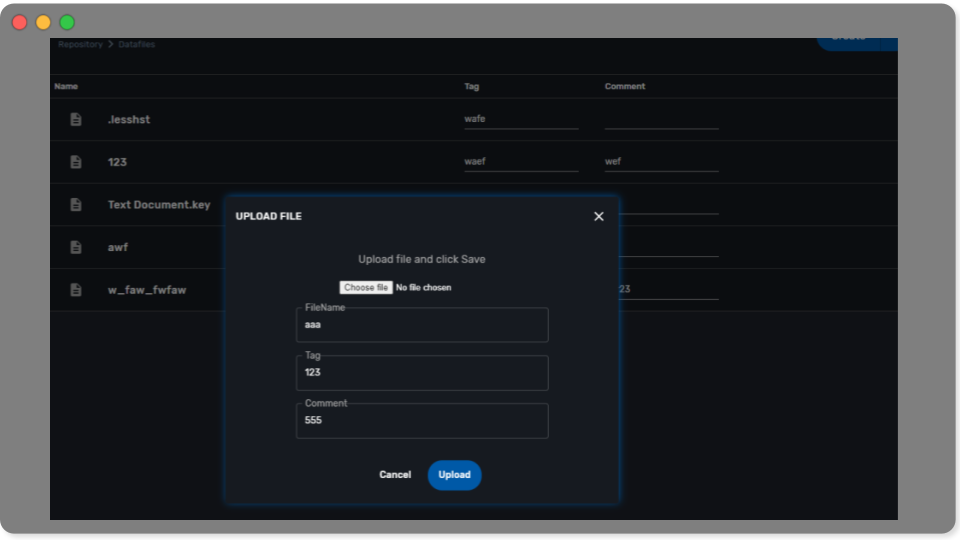 Repository > Datafiles
Create
Name Tag Comment
.lesshst wafe
123 waef wef
Text Document.key
awf
w_faw_fwfaw 23
UPLOAD FILE
Upload file and click Save
Choose file No file chosen
FileName
aaa
Tag
123
Comment
555
Cancel Upload